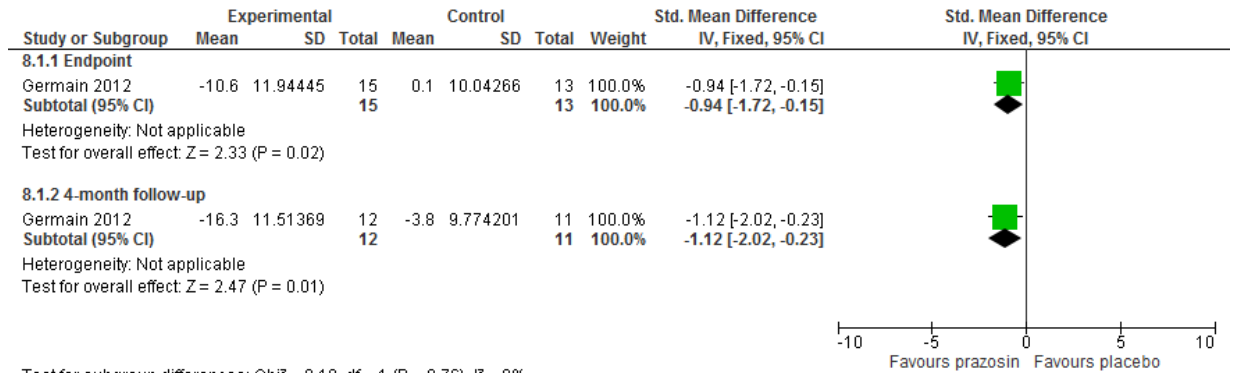 Experimental Control Std. Mean Difference Std. Mean Difference
Study or Subgroup Mean SD Total Mean SD Total Weight IV, Fixed, 95% CI IV, Fixed, 95% CI
8.1.1 Endpoint
Germain 2012 -10.6 11.94445 15 0.1 10.04266 13 100.0% -0.94 [-1.72, -0.15]
Subtotal (95% CI) 15 13 100.0% -0.94 [-1.72, -0.15]
Heterogeneity: Not applicable
Test for overall effect: Z = 2.33 (P = 0.02)
8.1.2 4-month follow-up
Germain 2012 -16.3 11.51369 12 -3.8 9.774201 11 100.0% -1.12 [-2.02, -0.23]
Subtotal (95% CI) 12 11 100.0% -1.12 [-2.02, -0.23]
Heterogeneity: Not applicable
Test for overall effect: Z = 2.47 (P = 0.01)
-10 -5 0 5 10
Favours prazosin Favours placebo
Test for subgroup differences: